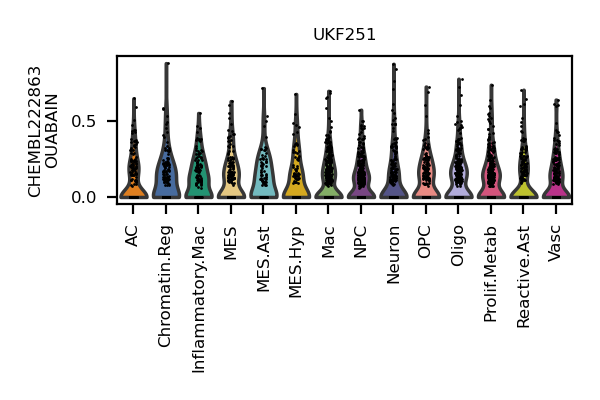 UKF251
CHEMBL222863
OUABAIN
0.5
0.0
AC
Chromatin.Reg
Inflammatory.Mac
MES
MES.Ast
MES.Hyp
Mac
NPC
Neuron
OPC
Oligo
Prolif.Metab
Reactive.Ast
Vasc